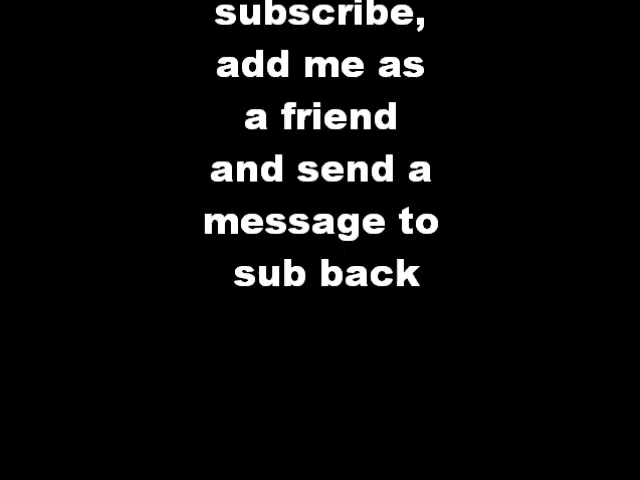 subscribe,
add me as
a friend
and send a
message to
sub back